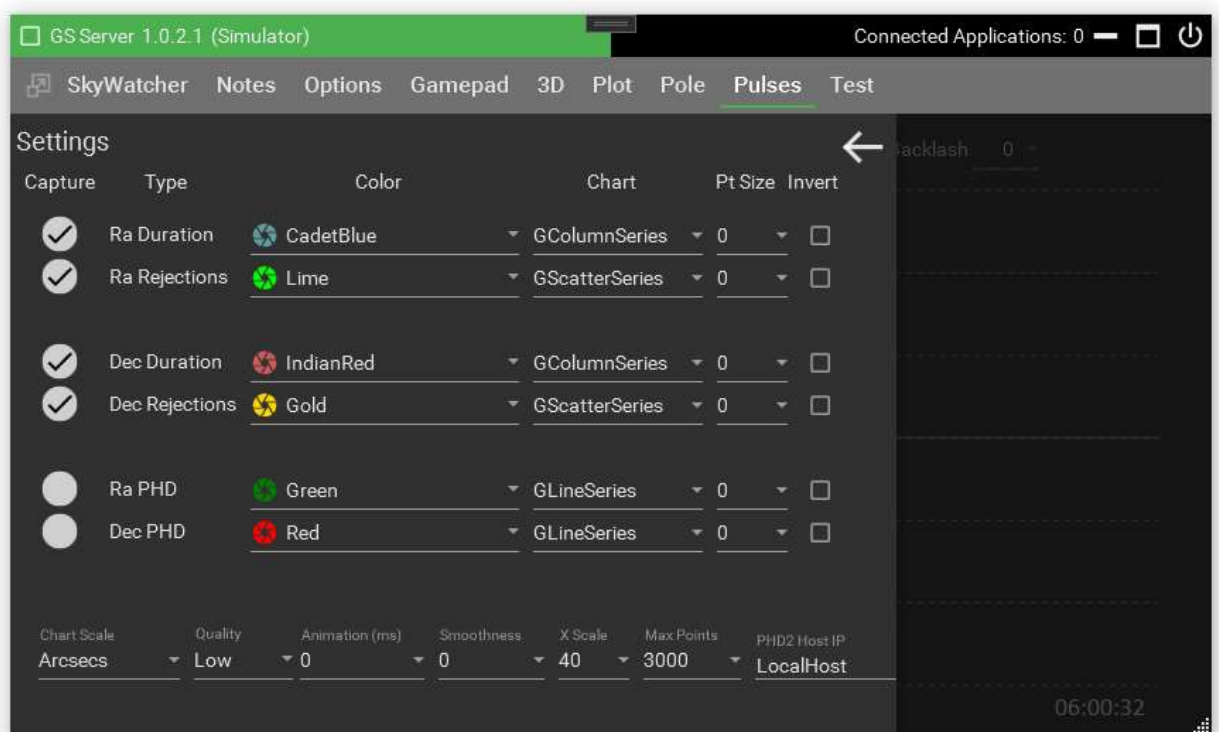 GS Server 1.0.2.1 (Simulator) Connected Applications: 0
SkyWatcher Notes Options Gamepad 3D Plot Pole Pulses Test
Settings
Backlash 0
Capture Type Color Chart Pt Size Invert
Ra Duration CadetBlue GColumnSeries 0
Ra Rejections Lime GScatterSeries 0
Dec Duration IndianRed GColumnSeries 0
Dec Rejections Gold GScatterSeries 0
Ra PHD Green GLineSeries 0
Dec PHD Red GLineSeries 0
Chart Scale Quality Animation (ms) Smoothness X Scale Max Points PHD2 Host IP
Arcsecs Low 0 0 40 3000 LocalHost
06:00:32